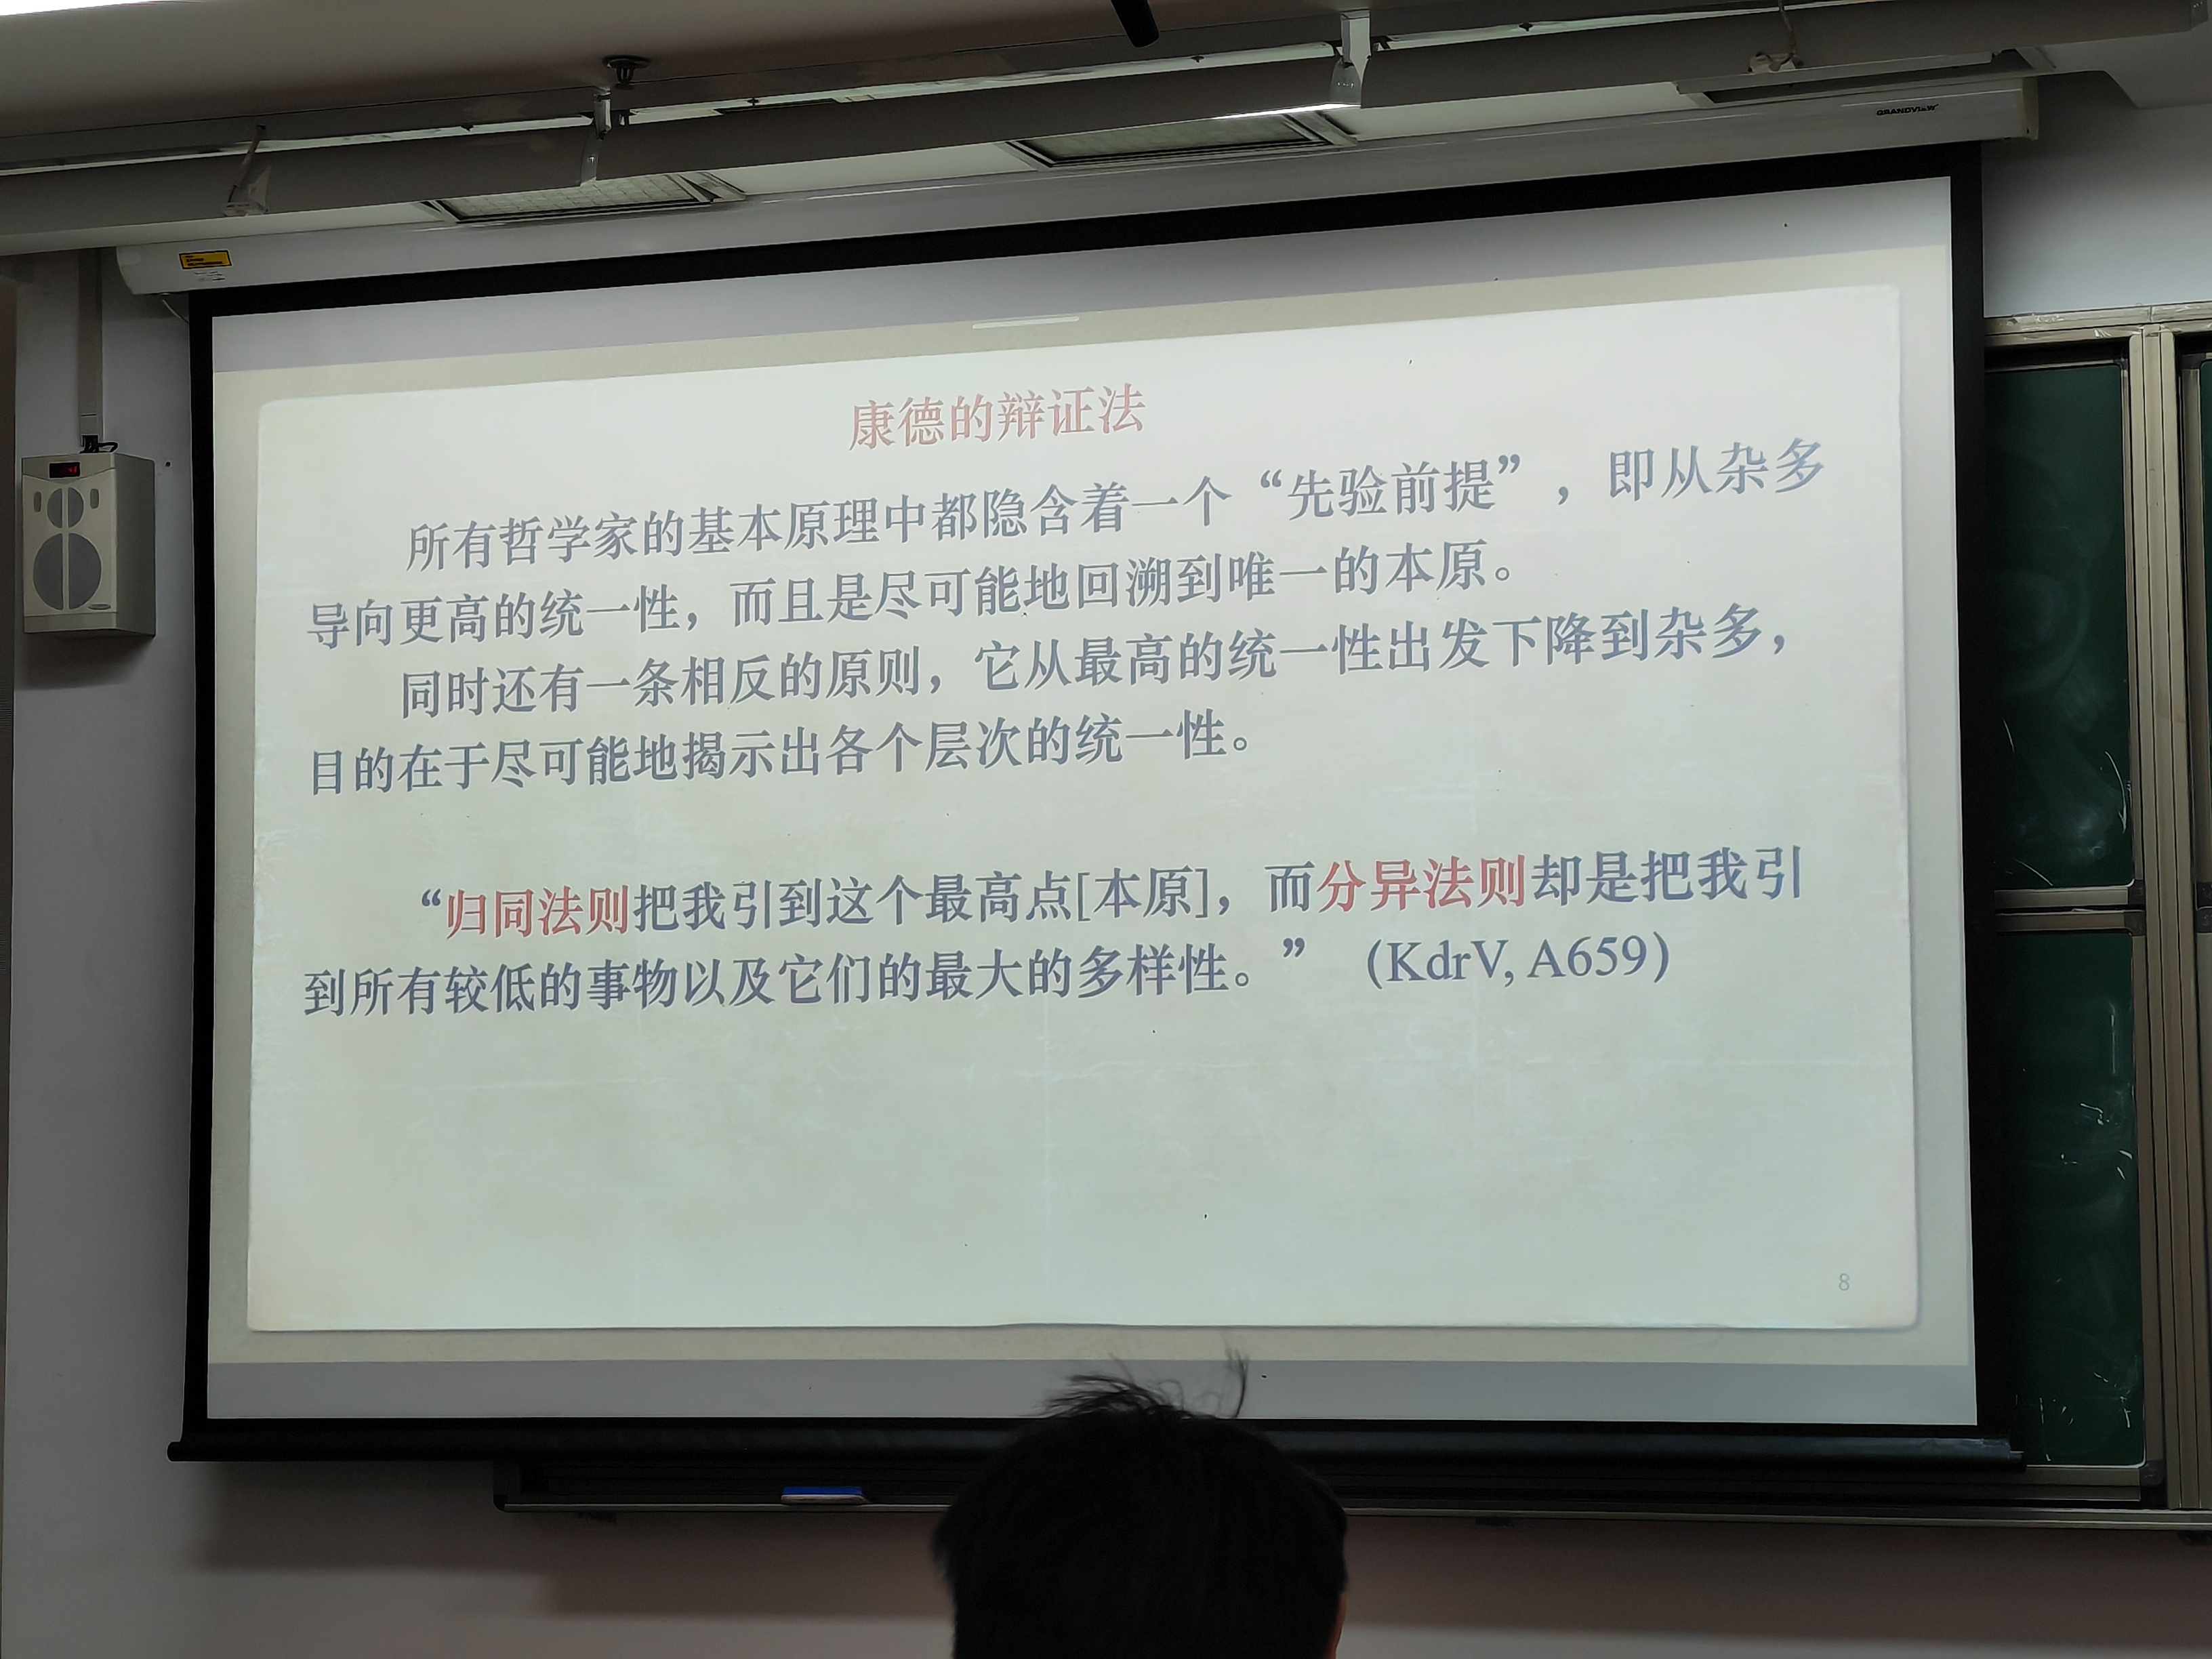 GRANDVIEW
康德的辩证法
所有哲学家的基本原理中都隐含着一个“先验前提”，即从杂多
导向更高的统一性，而且是尽可能地回溯到唯一的本原。
同时还有一条相反的原则，它从最高的统一性出发下降到杂多，
目的在于尽可能地揭示出各个层次的统一性。
“归同法则把我引到这个最高点[本原]，而分异法则却是把我引
到所有较低的事物以及它们的最大的多样性。”（KdrV, A659）
8